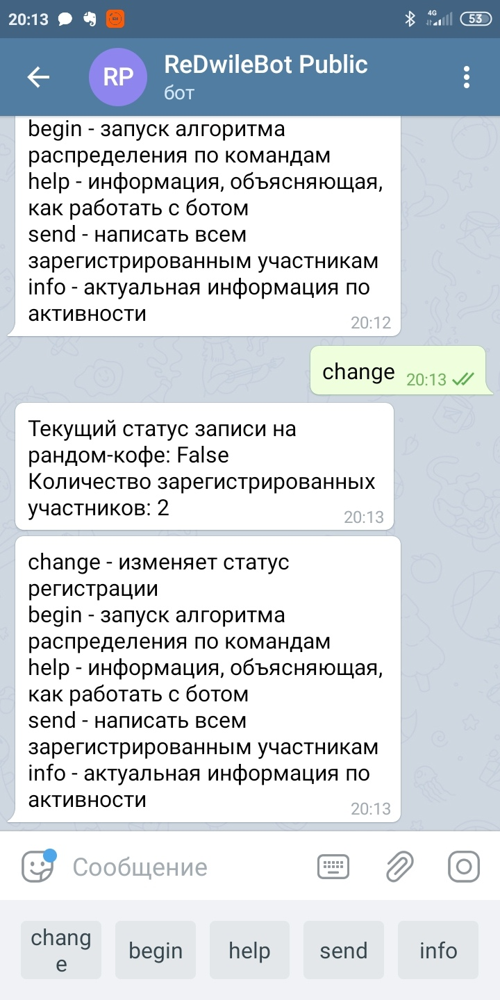 20:13
4G
53
RP
ReDwileBot Public
бот
begin - запуск алгоритма
распределения по командам
help - информация, объясняющая,
как работать с ботом
send - написать всем
зарегистрированным участникам
info - актуальная информация по
активности
20:12
change
20:13
Текущий статус записи на
рандом-кофе: False
Количество зарегистрированных
участников: 2
20:13
change - изменяет статус
регистрации
begin - запуск алгоритма
распределения по командам
help - информация, объясняющая,
как работать с ботом
send - написать всем
зарегистрированным участникам
info - актуальная информация по
активности
20:13
Сообщение
chang
e
begin
help
send
info